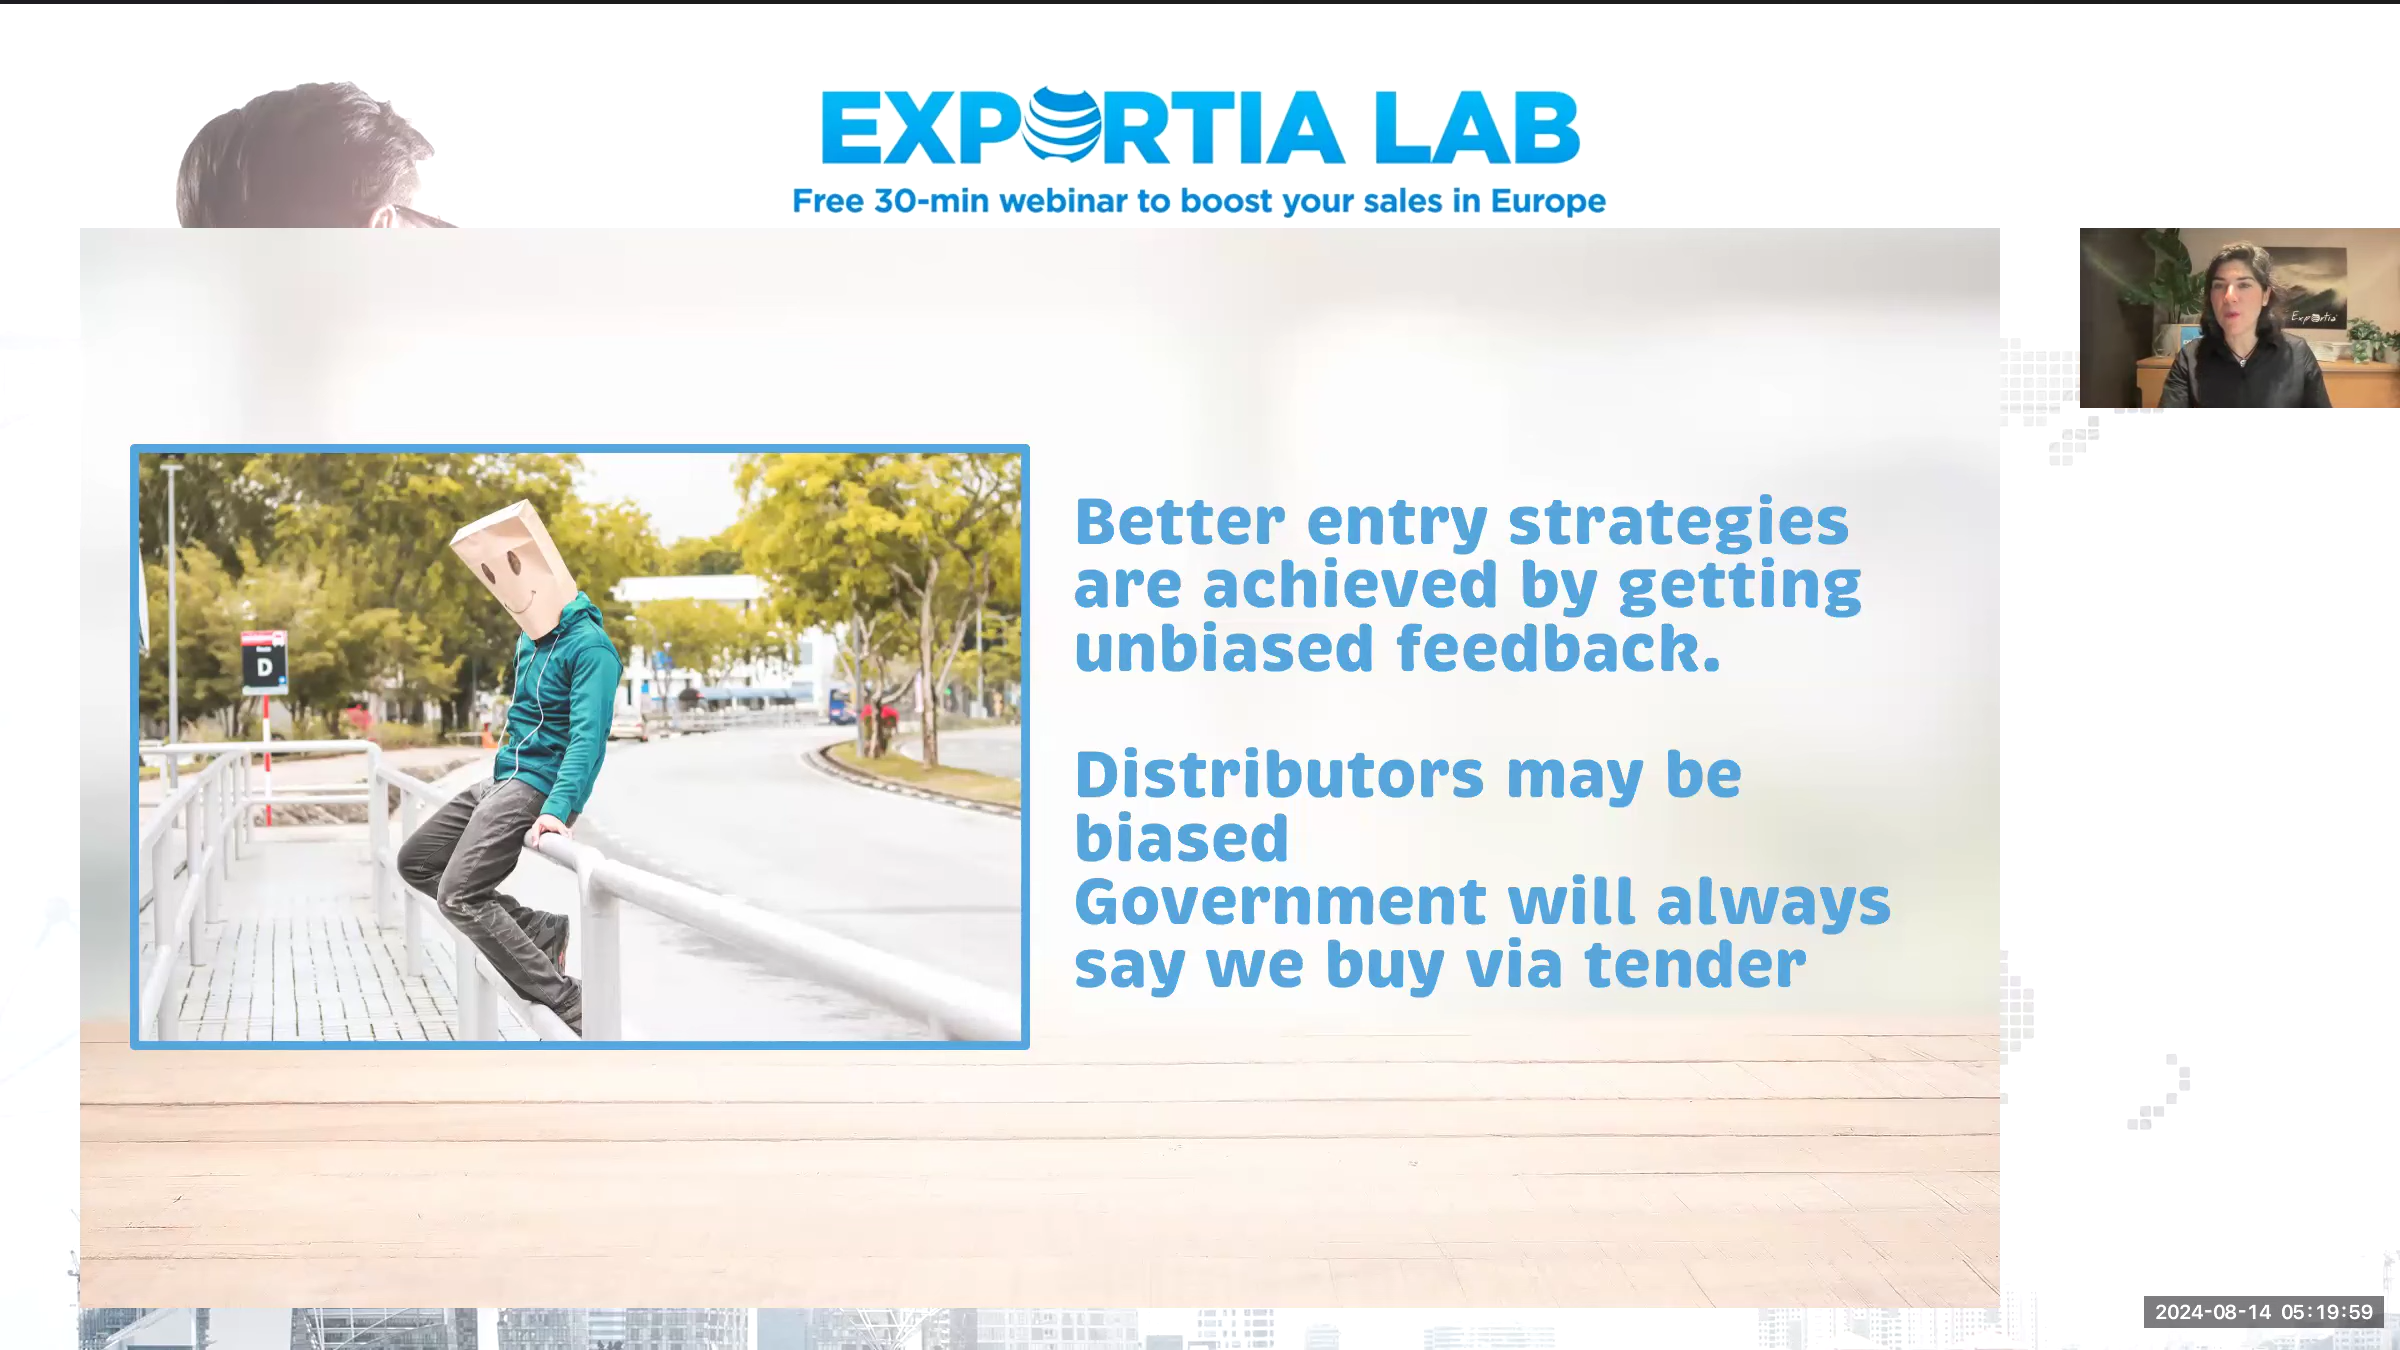 EXPORTIA LAB
Free 30-min webinar to boost your sales in Europe
Exportia
D
Better entry strategies
are achieved by getting
unbiased feedback.
Distributors may be
biased
Government will always
say we buy via tender
2024-08-14 05:19:59